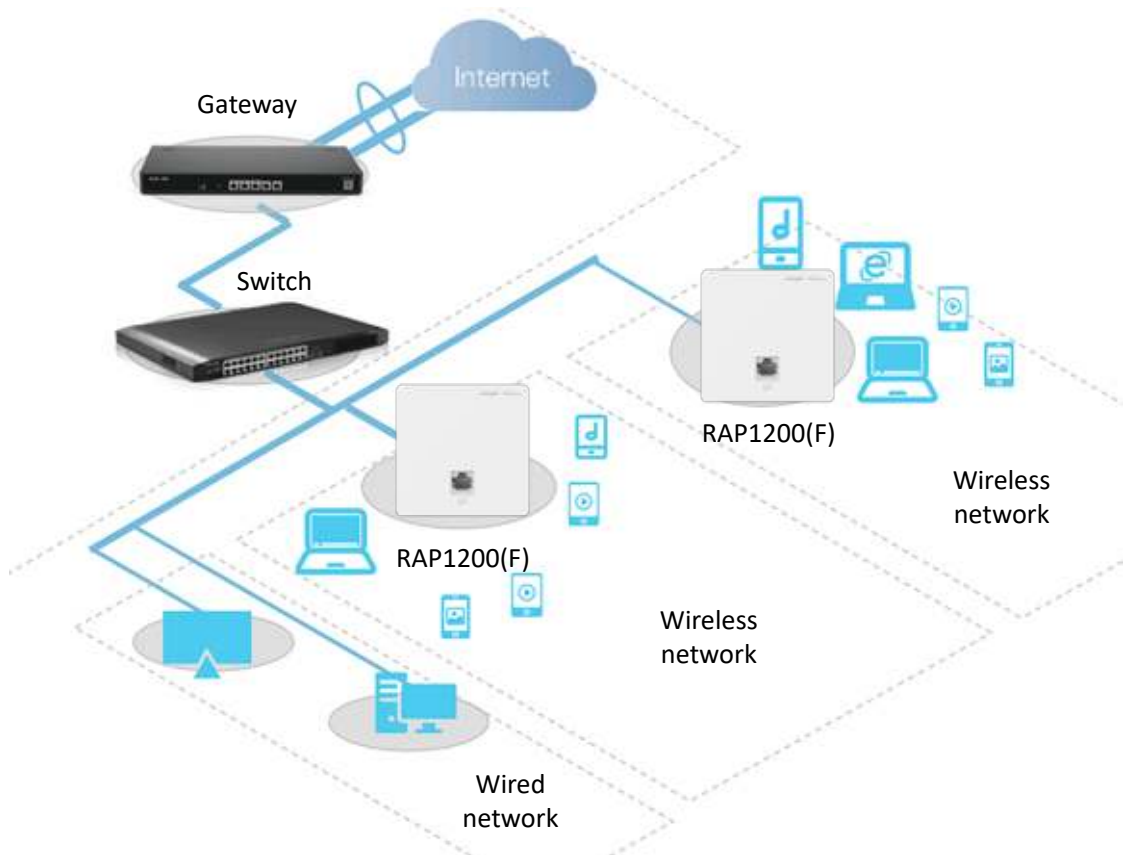 Internet
Gateway
Switch
RAP1200(F)
Wireless
network
RAP1200(F)
Wireless
network
Wired
network